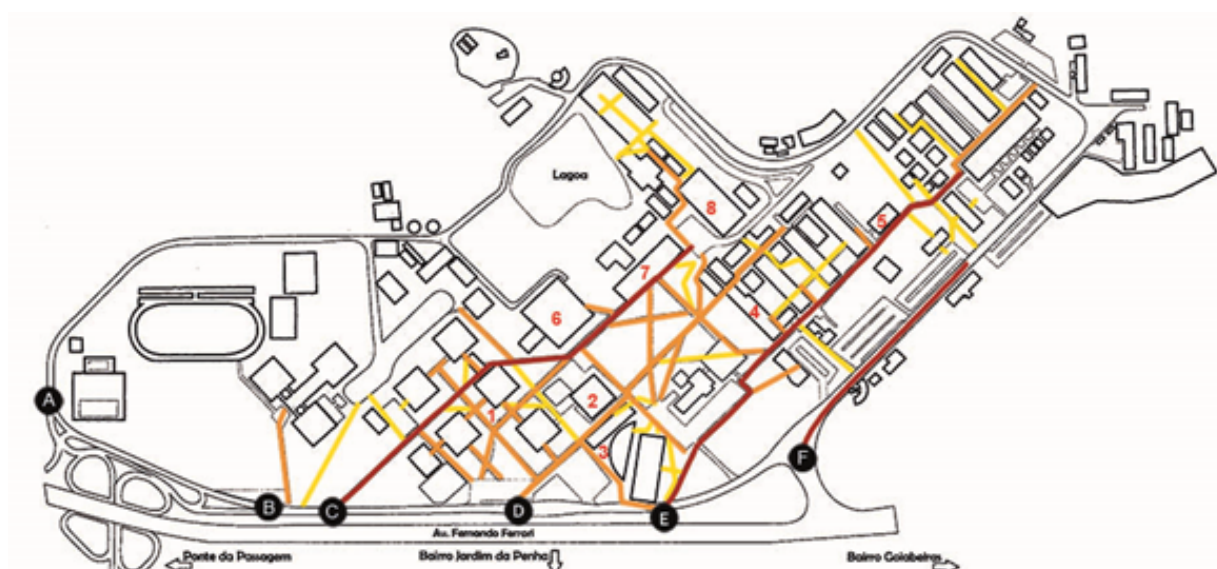 Lagoa
8
5
7
4
6
2
1
3
A
F
B
C
D
E
Av. Fernando Ferrari
Ponte da Passagem
Bairro Jardim da Penha
Bairro Goiabeiras